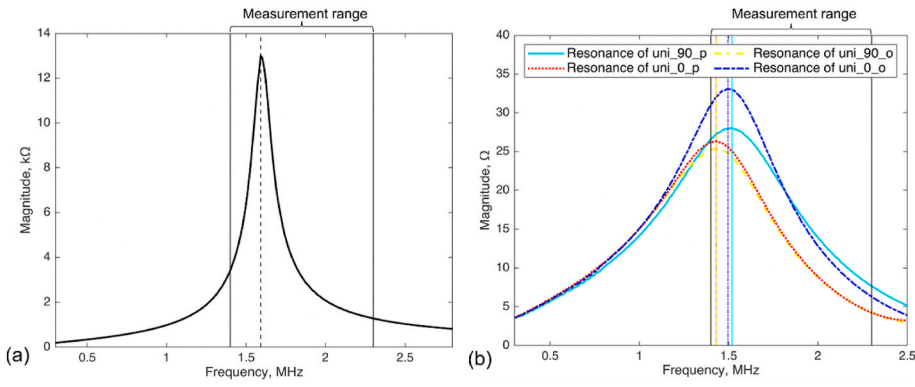 Measurement range
(a)
14
12
10
8
6
4
2
0
Magnitude, kΩ
0.5 1 1.5 2 2.5
Frequency, MHz
Measurement range
(b)
40
35
30
25
20
15
10
5
0
Magnitude, Ω
Resonance of uni_90_p Resonance of uni_90_o
Resonance of uni_0_p Resonance of uni_0_o
0.5 1 1.5 2 2.5
Frequency, MHz